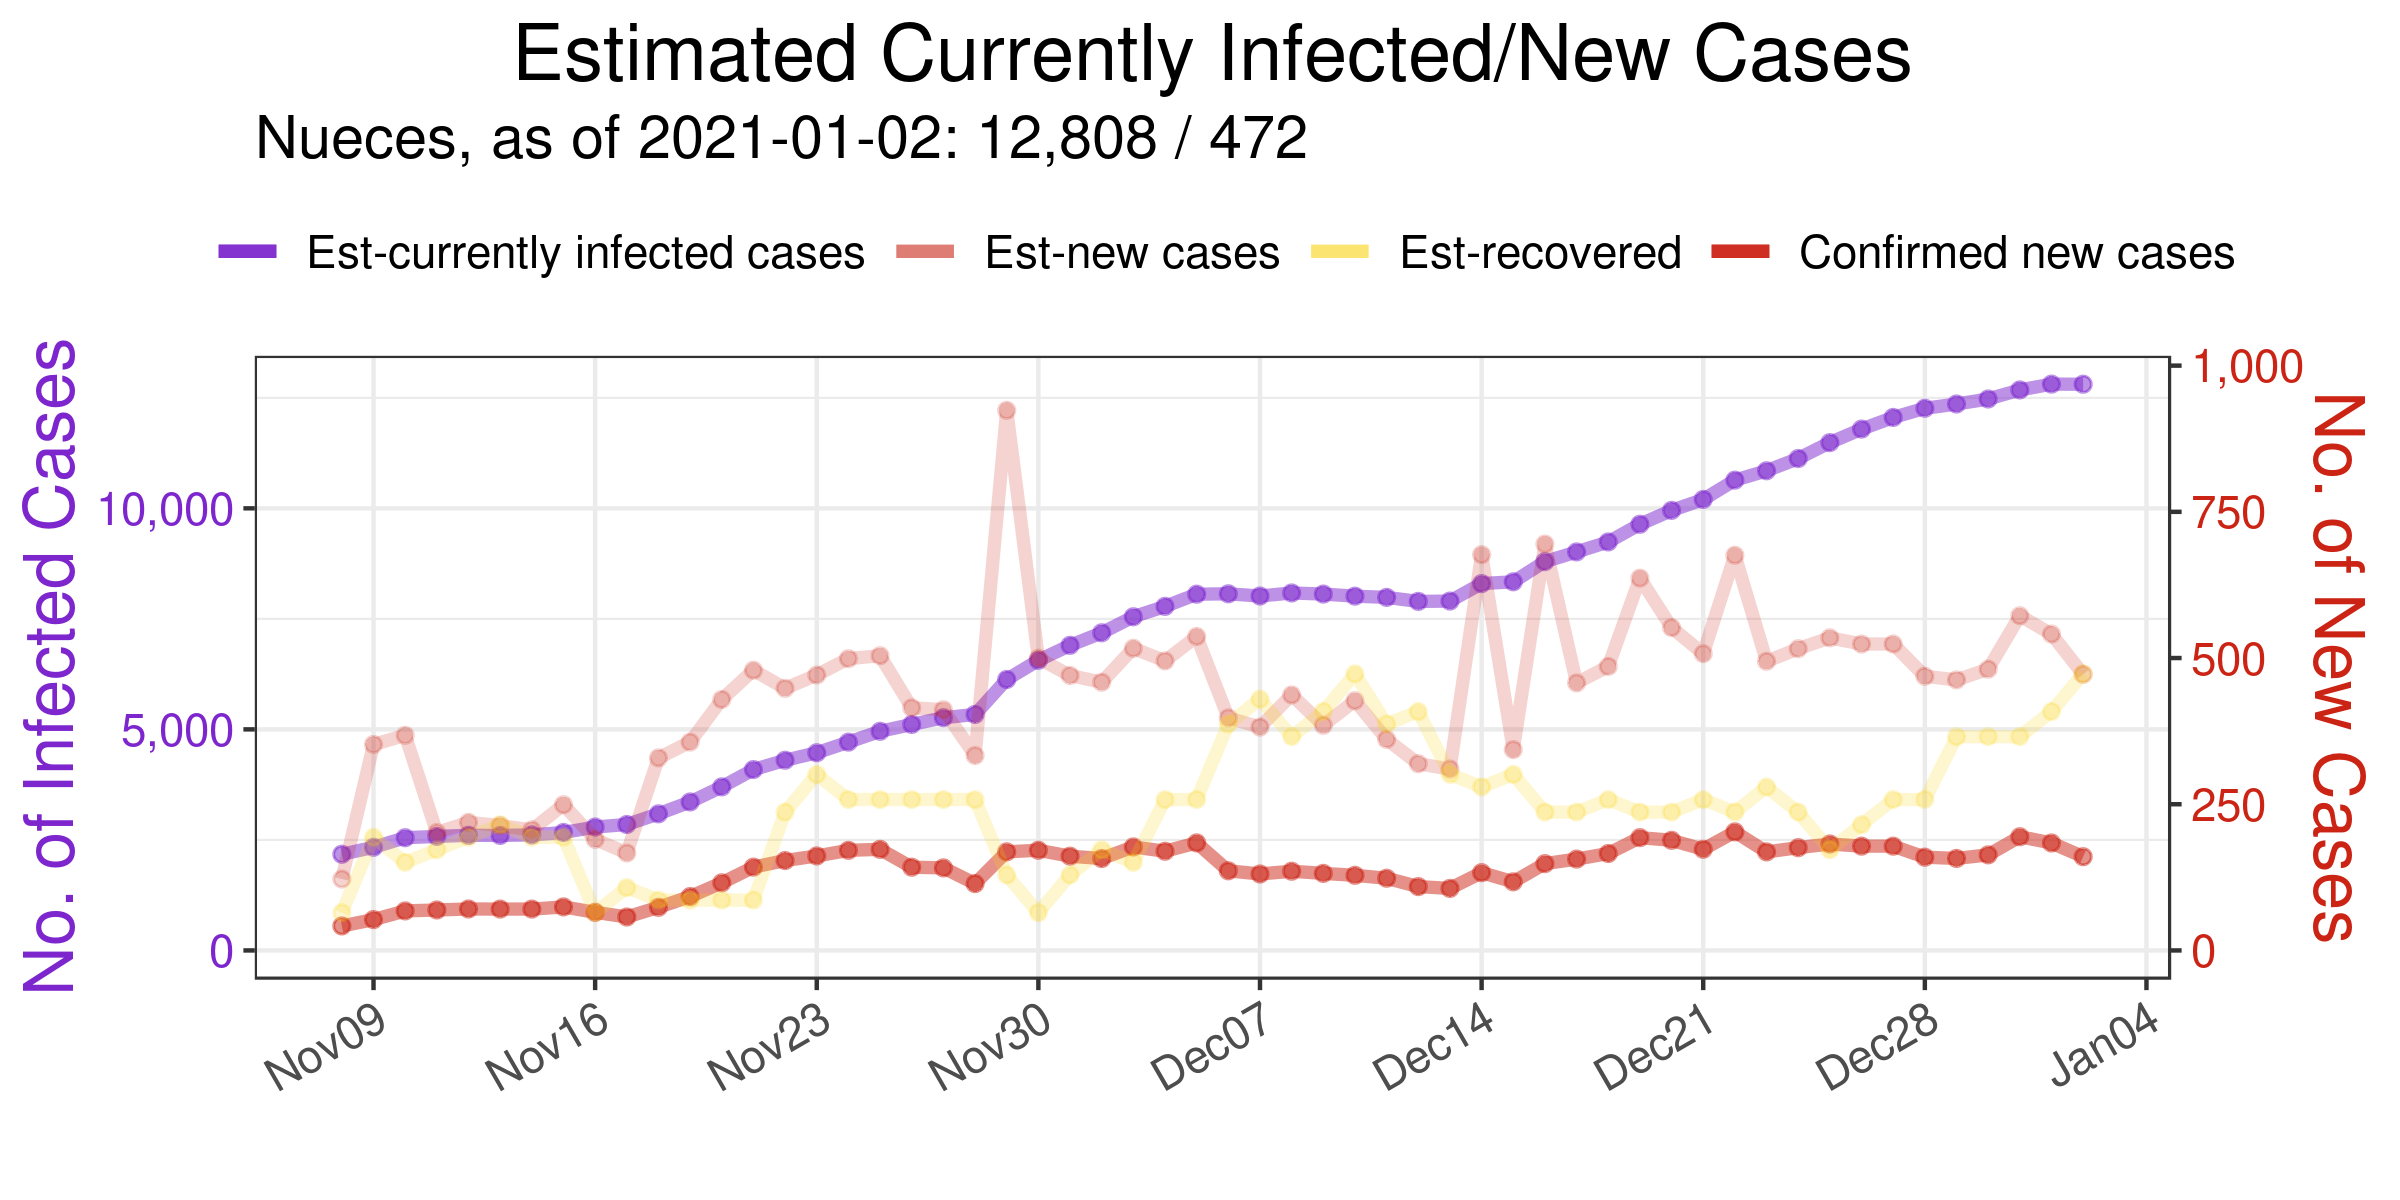 Estimated Currently Infected/New Cases
Nueces, as of 2021-01-02: 12,808 / 472
Est-currently infected cases Est-new cases Est-recovered Confirmed new cases
No. of Infected Cases
10,000
5,000
0
1,000
750
500
250
0
No. of New Cases
Nov09 Nov16 Nov23 Nov30 Dec07 Dec14 Dec21 Dec28 Jan04